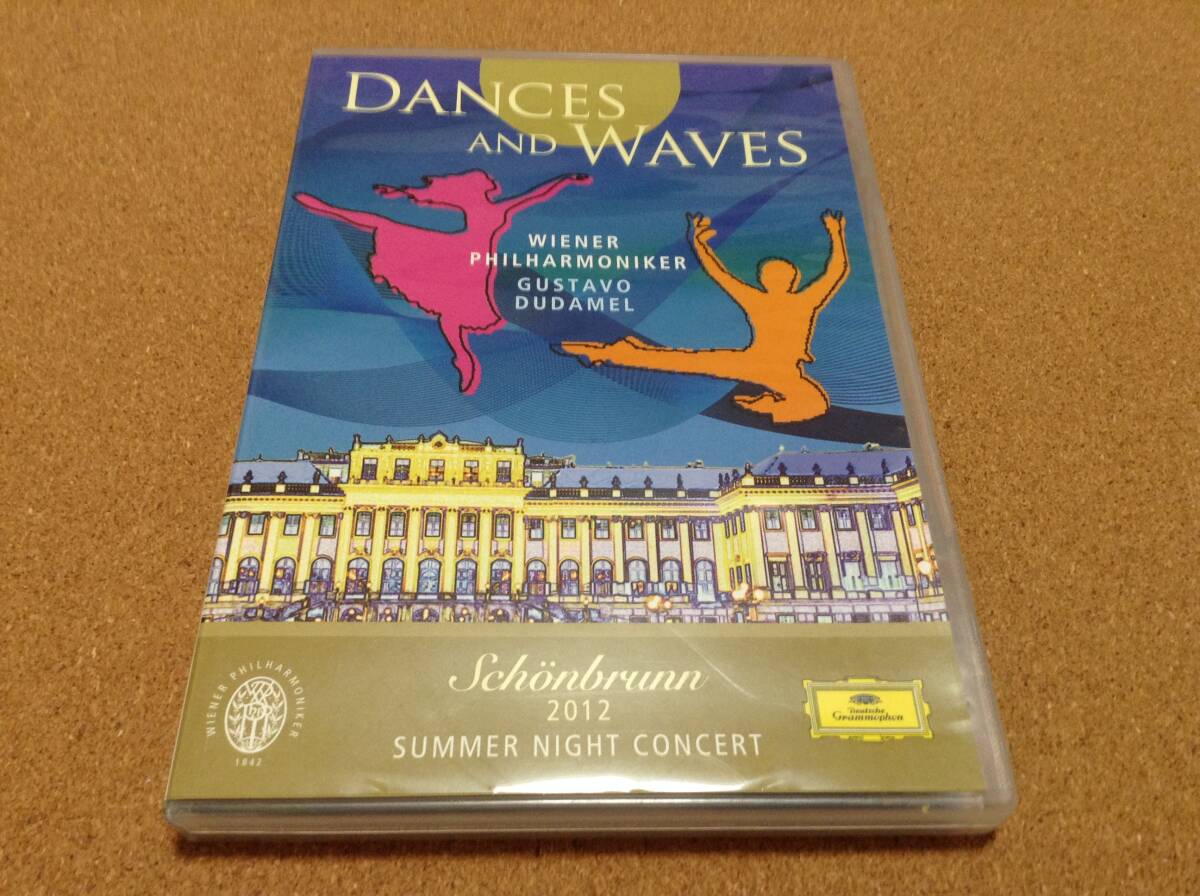 DANCES
AND WAVES
WIENER
PHILHARMONIKER
GUSTAVO
DUDAMEL
Schönbrunn
2012
SUMMER NIGHT CONCERT
WIENER PHILHARMONIKER
1842
Deutsche
Grammophon